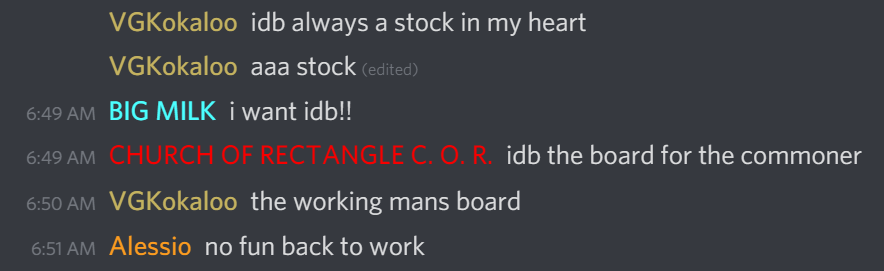 VGKokaloo idb always a stock in my heart
VGKokaloo aaa stock (edited)
6:49 AM BIG MILK i want idb!!
6:49 AM CHURCH OF RECTANGLE C. O. R. idb the board for the commoner
6:50 AM VGKokaloo the working mans board
6:51 AM Alessio no fun back to work